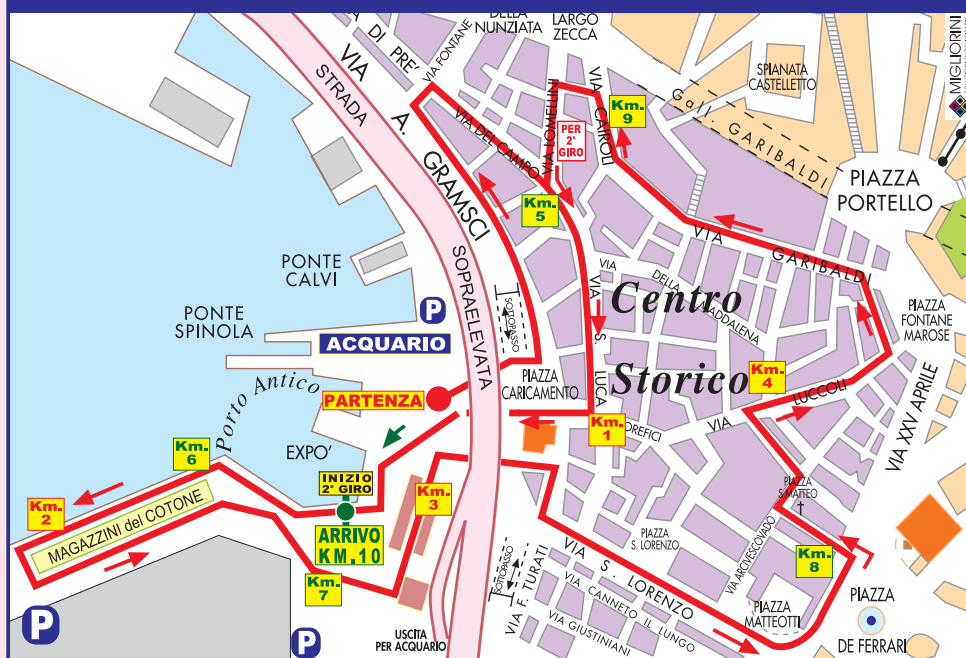 DELLA
NUNZIATA
LARGO
ZECCA
VIA FONTANE
VIA DI PRE'
VIA A. GRAMSCI
STRADA
SOPRAELEVATA
VIA DEL CAMPO
VIA LOMELLINI
PER
2°
GIRO
VIA CAIROLI
Km.
9
SPIANATA
CASTELLETTO
Gall. GARIBALDI
MIGLIORINI
PIAZZA
PORTELLO
Km.
5
VIA GARIBALDI
PONTE
CALVI
PONTE
SPINOLA
P
ACQUARIO
SOTTOPASSO
VIA DELLA MADDALENA
Centro
Storico
VIA S. LUCA
PIAZZA
FONTANE
MAROSE
PIAZZA
CARICAMENTO
PARTENZA
Porto Antico
Km.
4
VIA LUCCOLI
VIA XXV APRILE
Km.
1
OREFICI
EXPO'
Km.
6
INIZIO
2° GIRO
Km.
2
MAGAZZINI del COTONE
ARRIVO
KM.10
Km.
3
PIAZZA
S. MATTEO
PIAZZA
S. LORENZO
VIA ARCIVESCOVADO
Km.
7
Km.
8
SOTTOPASSO
VIA F. TURATI
VIA S. LORENZO
VIA CANNETO IL LUNGO
VIA GIUSTINIANI
PIAZZA
MATTEOTTI
PIAZZA
DE FERRARI
P
P
USCITA
PER ACQUARIO